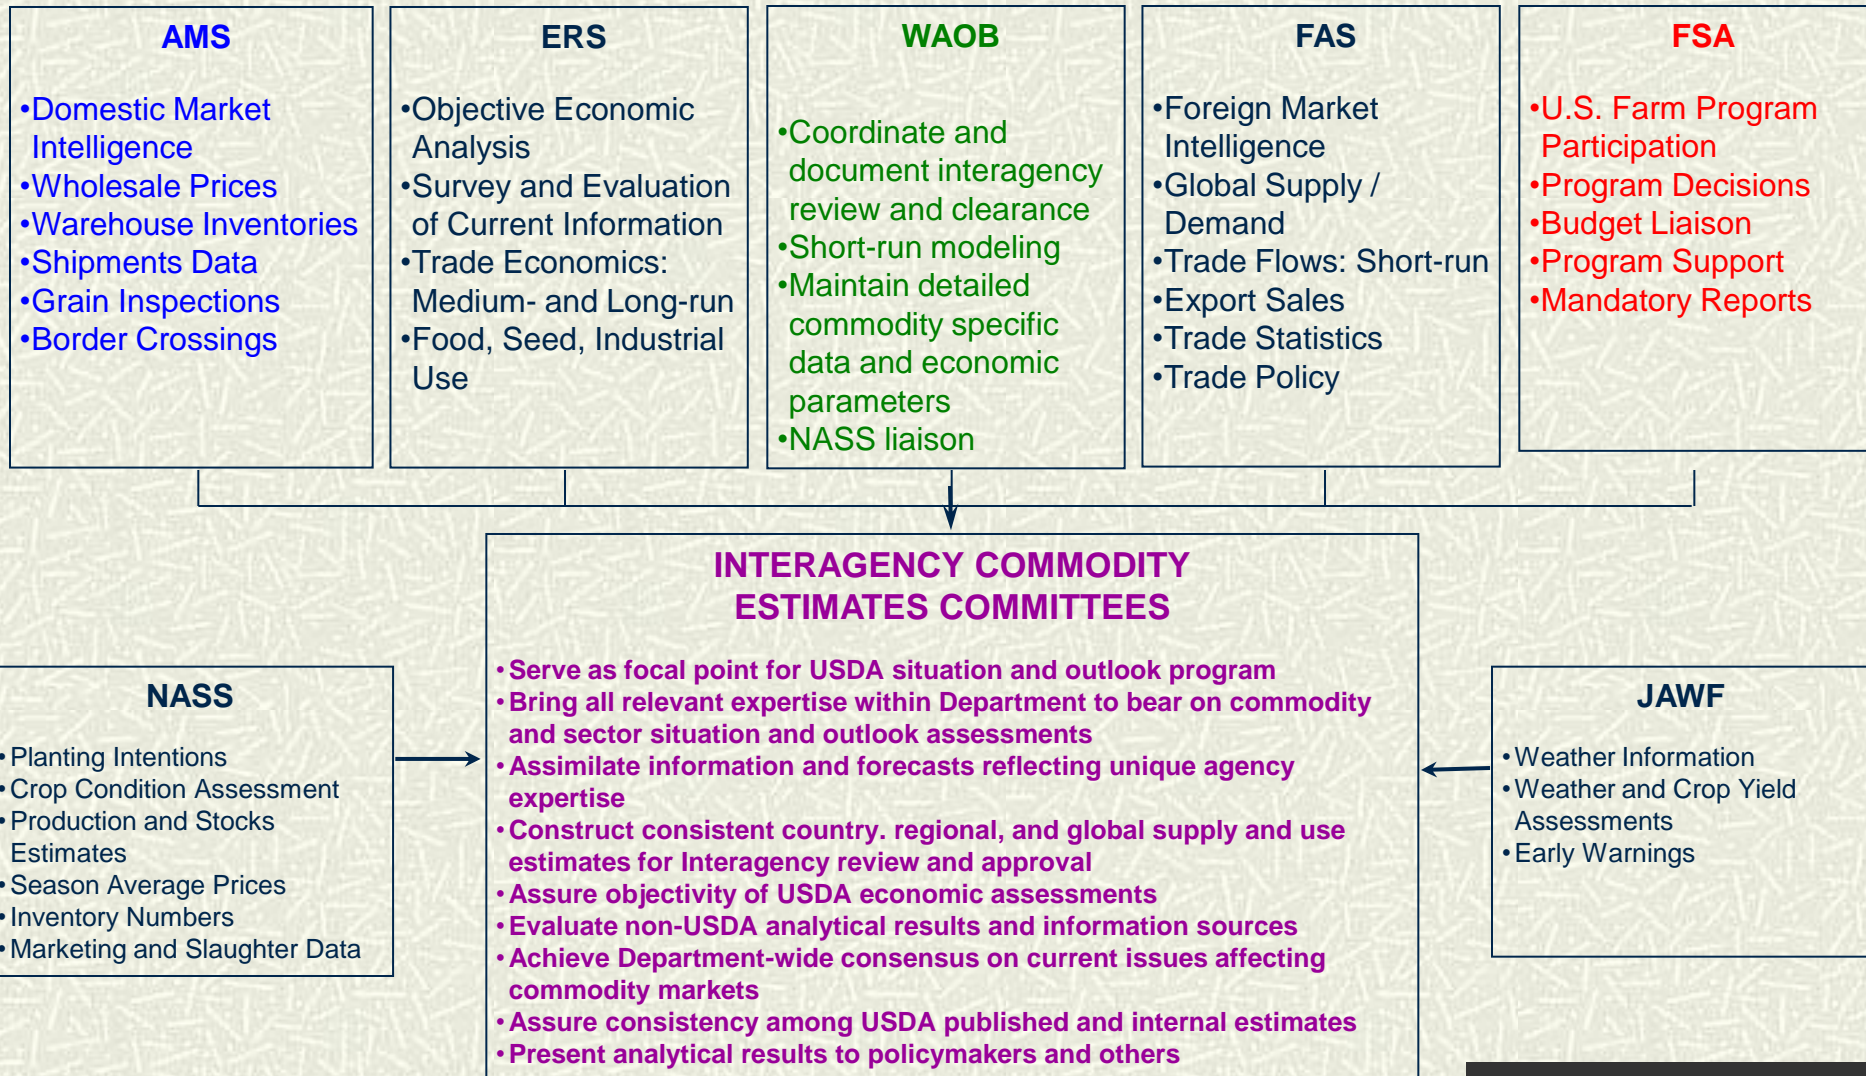 AMS
•Domestic Market
Intelligence
•Wholesale Prices
•Warehouse Inventories
•Shipments Data
•Grain Inspections
•Border Crossings
ERS
•Objective Economic
Analysis
•Survey and Evaluation
of Current Information
•Trade Economics:
Medium- and Long-run
•Food, Seed, Industrial
Use
WAOB
•Coordinate and
document interagency
review and clearance
•Short-run modeling
•Maintain detailed
commodity specific
data and economic
parameters
•NASS liaison
FAS
•Foreign Market
Intelligence
•Global Supply /
Demand
•Trade Flows: Short-run
•Export Sales
•Trade Statistics
•Trade Policy
FSA
•U.S. Farm Program
Participation
•Program Decisions
•Budget Liaison
•Program Support
•Mandatory Reports
NASS
•Planting Intentions
•Crop Condition Assessment
•Production and Stocks
Estimates
•Season Average Prices
•Inventory Numbers
•Marketing and Slaughter Data
INTERAGENCY COMMODITY
ESTIMATES COMMITTEES
•Serve as focal point for USDA situation and outlook program
•Bring all relevant expertise within Department to bear on commodity
and sector situation and outlook assessments
•Assimilate information and forecasts reflecting unique agency
expertise
•Construct consistent country. regional, and global supply and use
estimates for Interagency review and approval
•Assure objectivity of USDA economic assessments
•Evaluate non-USDA analytical results and information sources
•Achieve Department-wide consensus on current issues affecting
commodity markets
•Assure consistency among USDA published and internal estimates
•Present analytical results to policymakers and others
JAWF
•Weather Information
•Weather and Crop Yield
Assessments
•Early Warnings